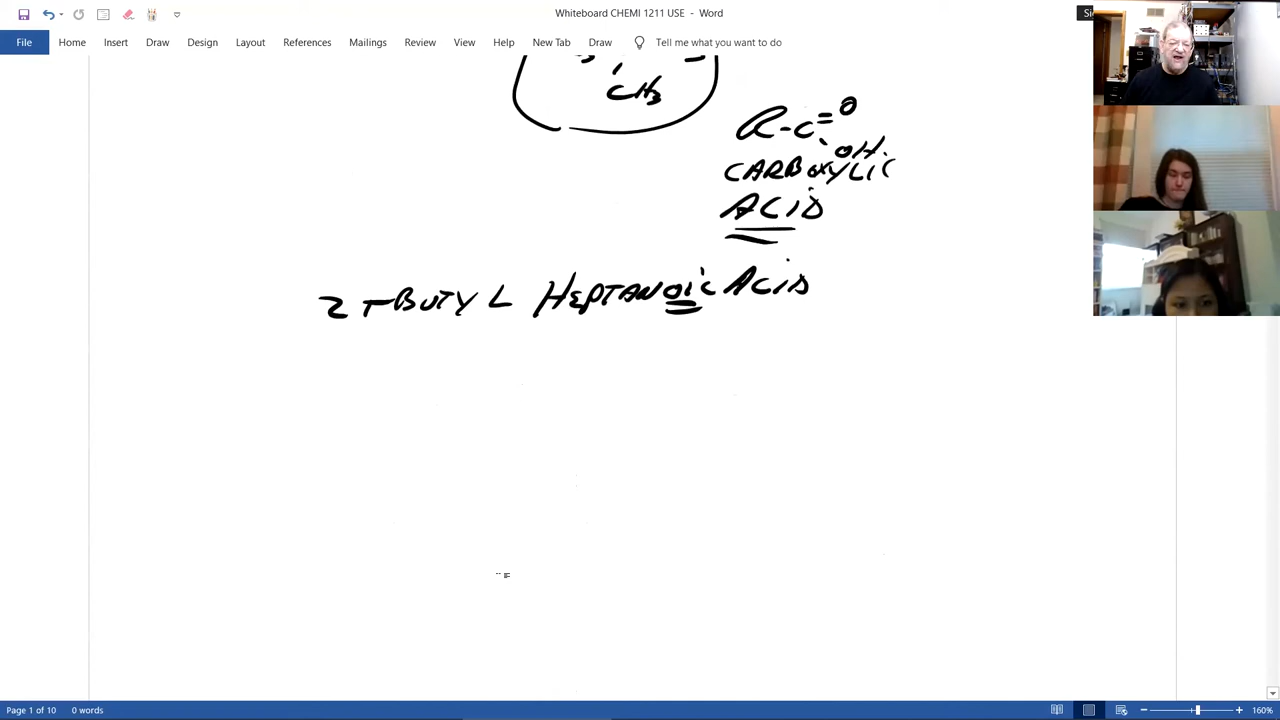 Whiteboard CHEMI 1211 USE - Word
File Home Insert Draw Design Layout References Mailings Review View Help New Tab Draw Tell me what you want to do
CH3
R-C=O
OH
CARBOXYLIC
ACID
2 T-BUTYL HEPTANOIC ACID
Page 1 of 10 0 words 160%